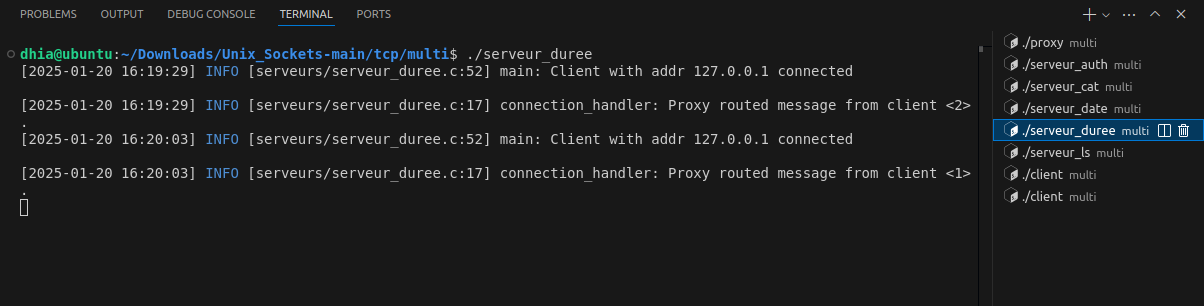 PROBLEMS OUTPUT DEBUG CONSOLE TERMINAL PORTS
dhia@ubuntu:~/Downloads/Unix_Sockets-main/tcp/multi$ ./serveur_duree
[2025-01-20 16:19:29] INFO [serveurs/serveur_duree.c:52] main: Client with addr 127.0.0.1 connected
[2025-01-20 16:19:29] INFO [serveurs/serveur_duree.c:17] connection_handler: Proxy routed message from client <2>
.
[2025-01-20 16:20:03] INFO [serveurs/serveur_duree.c:52] main: Client with addr 127.0.0.1 connected
[2025-01-20 16:20:03] INFO [serveurs/serveur_duree.c:17] connection_handler: Proxy routed message from client <1>
.
./proxy multi
./serveur_auth multi
./serveur_cat multi
./serveur_date multi
./serveur_duree multi
./serveur_ls multi
./client multi
./client multi